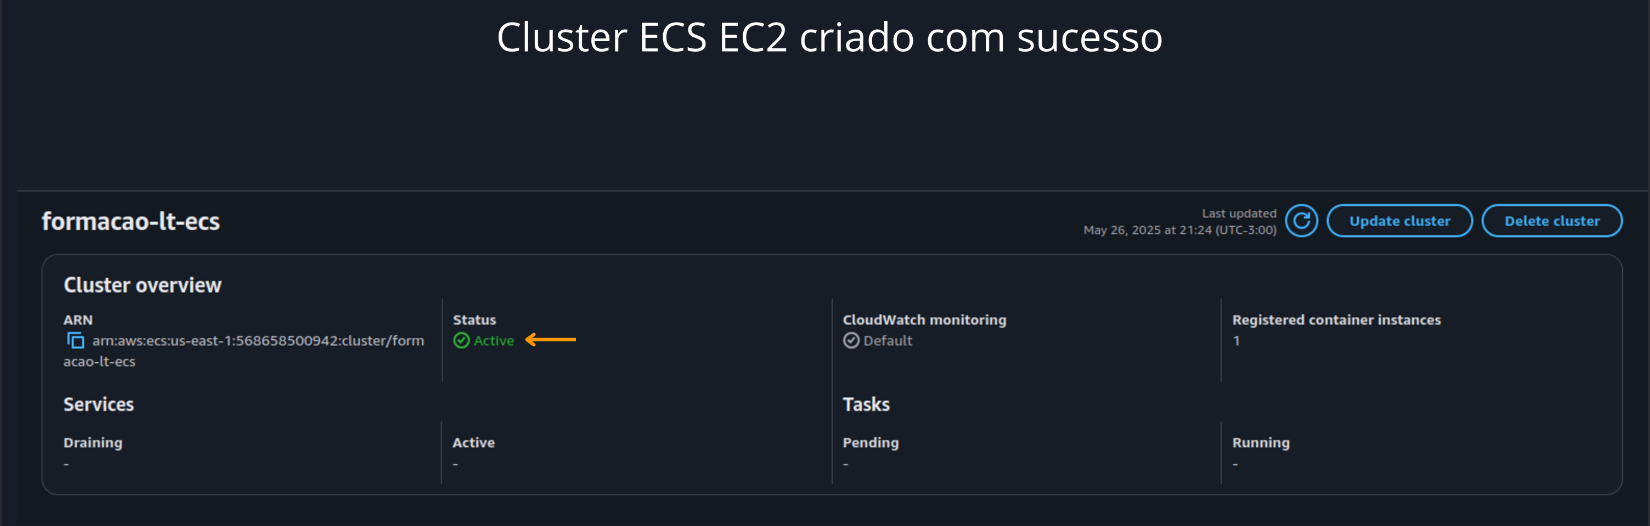 Cluster ECS EC2 criado com sucesso
formacao-lt-ecs
Last updated
May 26, 2025 at 21:24 (UTC-3:00)
Update cluster
Delete cluster
Cluster overview
ARN
arn:aws:ecs:us-east-1:568658500942:cluster/form
acao-lt-ecs
Status
Active
CloudWatch monitoring
Default
Registered container instances
1
Services
Draining
-
Active
-
Tasks
Pending
-
Running
-